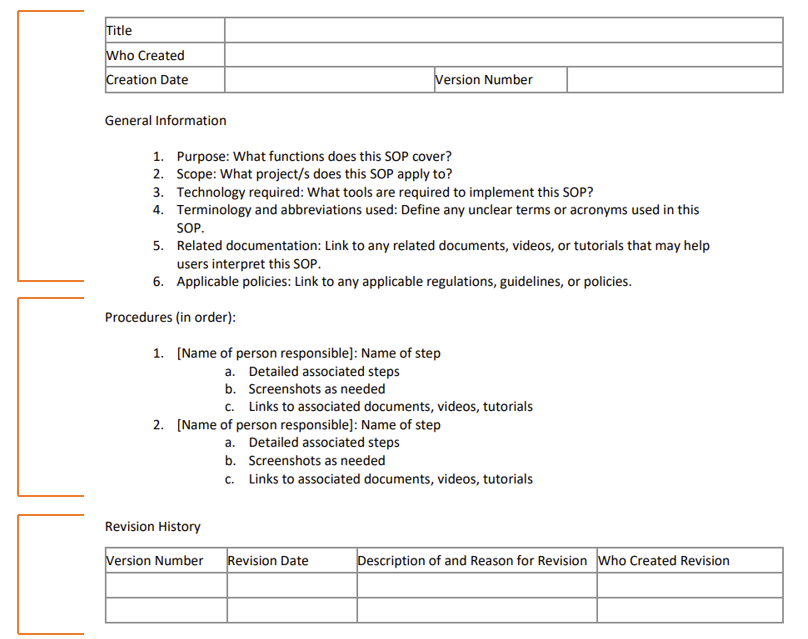 Title
Who Created
Creation Date Version Number
General Information
1. Purpose: What functions does this SOP cover?
2. Scope: What project/s does this SOP apply to?
3. Technology required: What tools are required to implement this SOP?
4. Terminology and abbreviations used: Define any unclear terms or acronyms used in this
SOP.
5. Related documentation: Link to any related documents, videos, or tutorials that may help
users interpret this SOP.
6. Applicable policies: Link to any applicable regulations, guidelines, or policies.
Procedures (in order):
1. [Name of person responsible]: Name of step
a. Detailed associated steps
b. Screenshots as needed
c. Links to associated documents, videos, tutorials
2. [Name of person responsible]: Name of step
a. Detailed associated steps
b. Screenshots as needed
c. Links to associated documents, videos, tutorials
Revision History
Version Number Revision Date Description of and Reason for Revision Who Created Revision